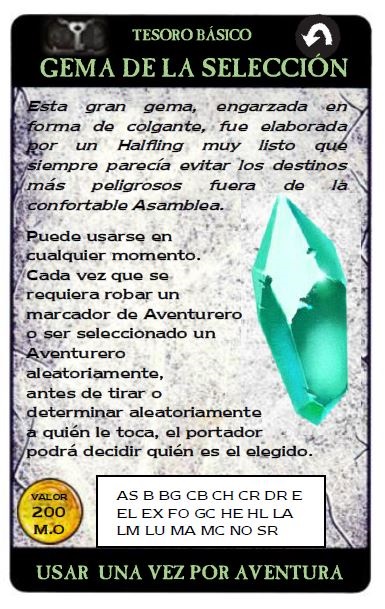 TESORO BÁSICO
GEMA DE LA SELECCIÓN
Esta gran gema, engarzada en
forma de colgante, fue elaborada
por un Halfling muy listo que
siempre parecía evitar los destinos
más peligrosos fuera de la
confortable Asamblea.
Puede usarse en
cualquier momento.
Cada vez que se
requiera robar un
marcador de Aventurero
o ser seleccionado un
Aventurero
aleatoriamente,
antes de tirar o
determinar aleatoriamente
a quién le toca, el portador
podrá decidir quién es el elegido.
VALOR
200
M.O
AS B BG CB CH CR DR E
EL EX FO GC HE HL LA
LM LU MA MC NO SR
USAR UNA VEZ POR AVENTURA